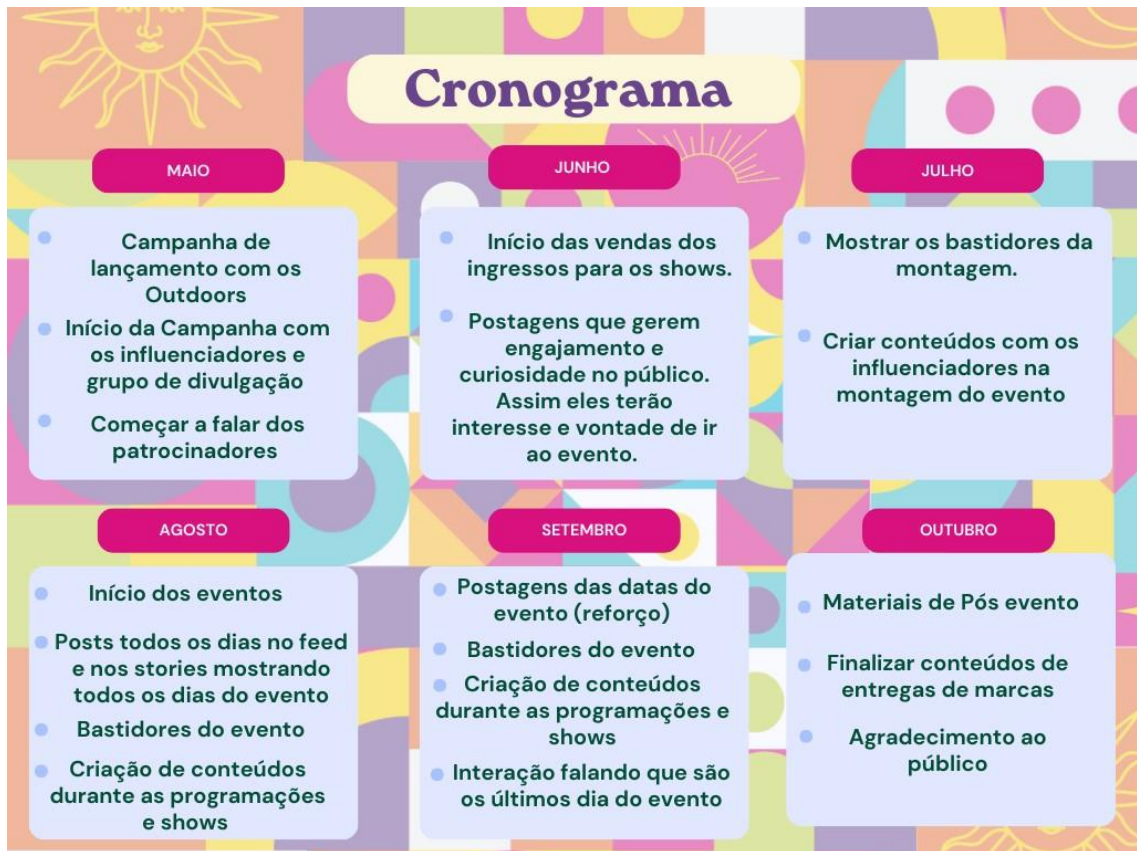 Cronograma
MAIO
Campanha de
lançamento com os
Outdoors
Início da Campanha com
os influenciadores e
grupo de divulgação
Começar a falar dos
patrocinadores
JUNHO
Início das vendas dos
ingressos para os shows.
Postagens que gerem
engajamento e
curiosidade no público.
Assim eles terão
interesse e vontade de ir
ao evento.
JULHO
Mostrar os bastidores da
montagem.
Criar conteúdos com os
influenciadores na
montagem do evento
AGOSTO
Início dos eventos
Posts todos os dias no feed
e nos stories mostrando
todos os dias do evento
Bastidores do evento
Criação de conteúdos
durante as programações
e shows
SETEMBRO
Postagens das datas do
evento (reforço)
Bastidores do evento
Criação de conteúdos
durante as programações e
shows
Interação falando que são
os últimos dia do evento
OUTUBRO
Materiais de Pós evento
Finalizar conteúdos de
entregas de marcas
Agradecimento ao
público